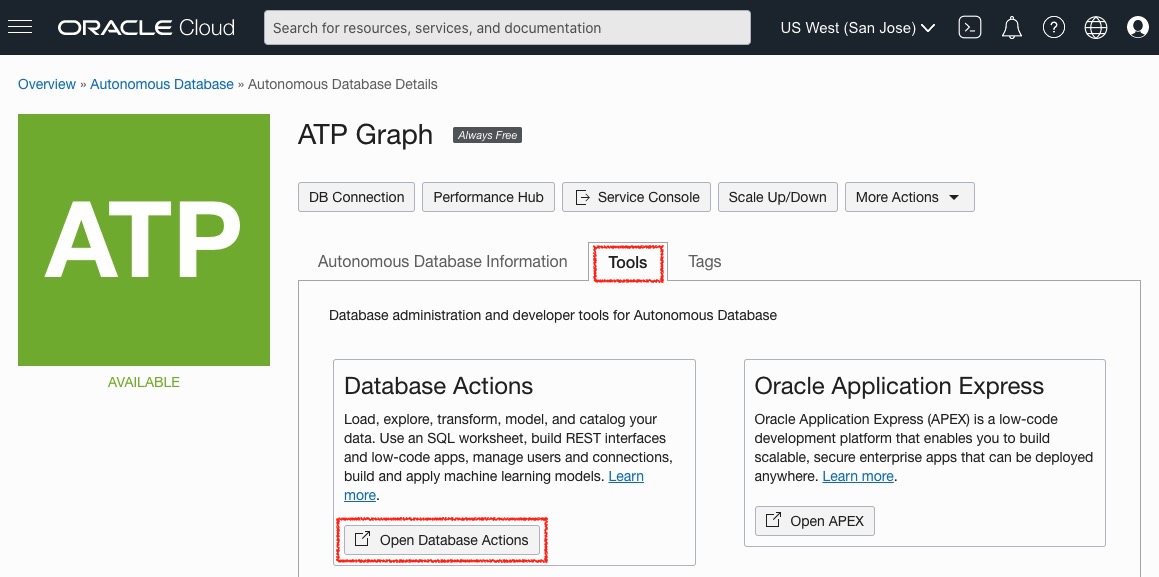 ORACLE Cloud
Search for resources, services, and documentation
US West (San Jose)
Overview » Autonomous Database » Autonomous Database Details
ATP
AVAILABLE
ATP Graph
Always Free
DB Connection
Performance Hub
Service Console
Scale Up/Down
More Actions
Autonomous Database Information
Tools
Tags
Database administration and developer tools for Autonomous Database
Database Actions
Load, explore, transform, model, and catalog your
data. Use an SQL worksheet, build REST interfaces
and low-code apps, manage users and connections,
build and apply machine learning models. Learn
more.
Open Database Actions
Oracle Application Express
Oracle Application Express (APEX) is a low-code
development platform that enables you to build
scalable, secure enterprise apps that can be deployed
anywhere. Learn more.
Open APEX